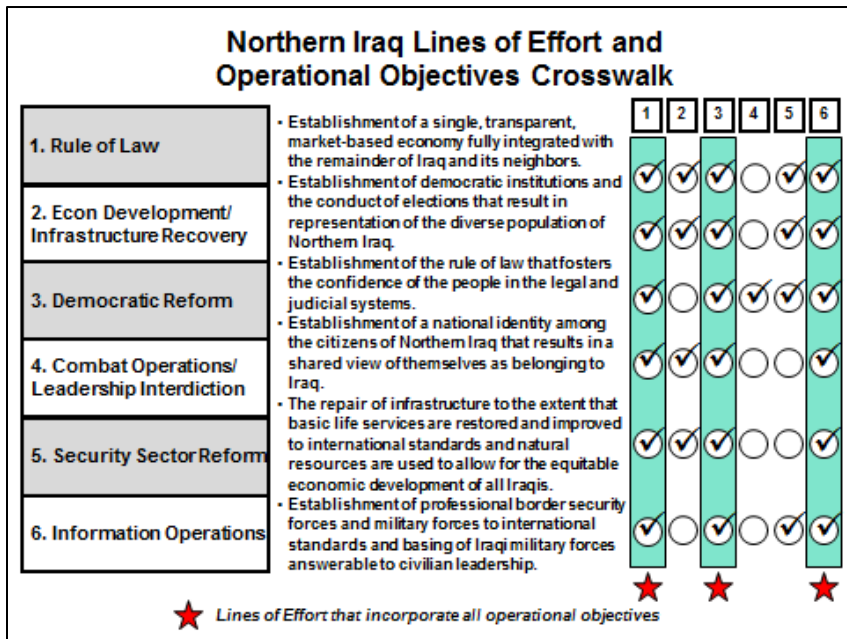 Northern Iraq Lines of Effort and
Operational Objectives Crosswalk
1. Rule of Law
2. Econ Development/
Infrastructure Recovery
3. Democratic Reform
4. Combat Operations/
Leadership Interdiction
5. Security Sector Reform
6. Information Operations
▪ Establishment of a single, transparent,
market-based economy fully integrated with
the remainder of Iraq and its neighbors.
▪ Establishment of democratic institutions and
the conduct of elections that result in
representation of the diverse population of
Northern Iraq.
▪ Establishment of the rule of law that fosters
the confidence of the people in the legal and
judicial systems.
▪ Establishment of a national identity among
the citizens of Northern Iraq that results in a
shared view of themselves as belonging to
Iraq.
▪ The repair of infrastructure to the extent that
basic life services are restored and improved
to international standards and natural
resources are used to allow for the equitable
economic development of all Iraqis.
▪ Establishment of professional border security
forces and military forces to international
standards and basing of Iraqi military forces
answerable to civilian leadership.
1 2 3 4 5 6
Lines of Effort that incorporate all operational objectives